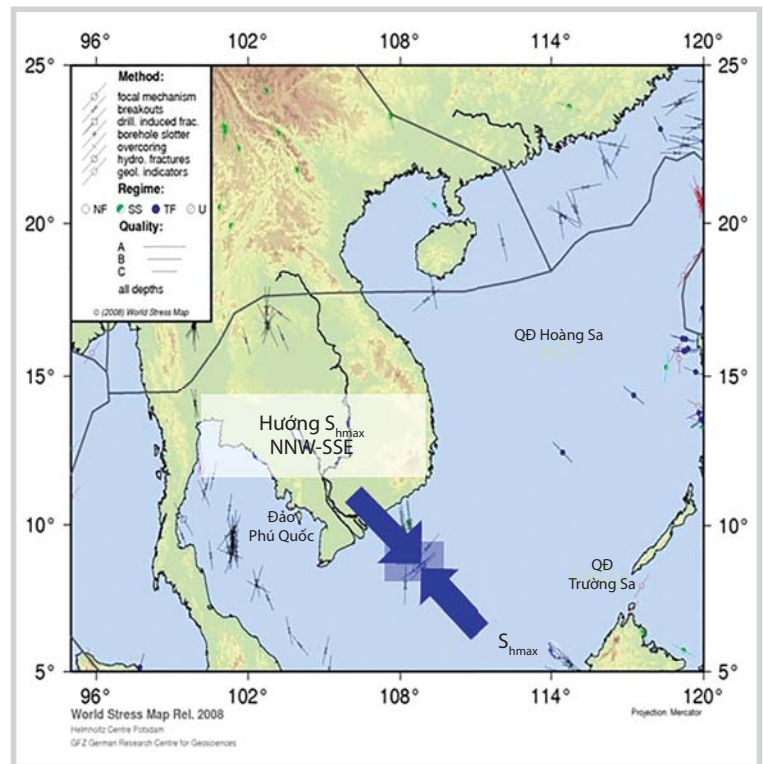 96° 102° 108° 114° 120°
25° 25°
Method:
focal mechanism
breakouts
drill. induced frac.
borehole slotter
overcoring
hydro. fractures
geol. indicators
Regime:
NF SS TF U
Quality:
A
B
C
all depths
© (2008) World Stress Map
20° 20°
QĐ Hoàng Sa
15° 15°
Hướng Shmax
NNW-SSE
Đảo
Phú Quốc
10° 10°
QĐ
Trường Sa
Shmax
5° 5°
96° 102° 108° 114° 120°
World Stress Map Rel. 2008
Projection: Mercator
Helmholtz Centre Potsdam
GFZ German Research Centre for Geosciences